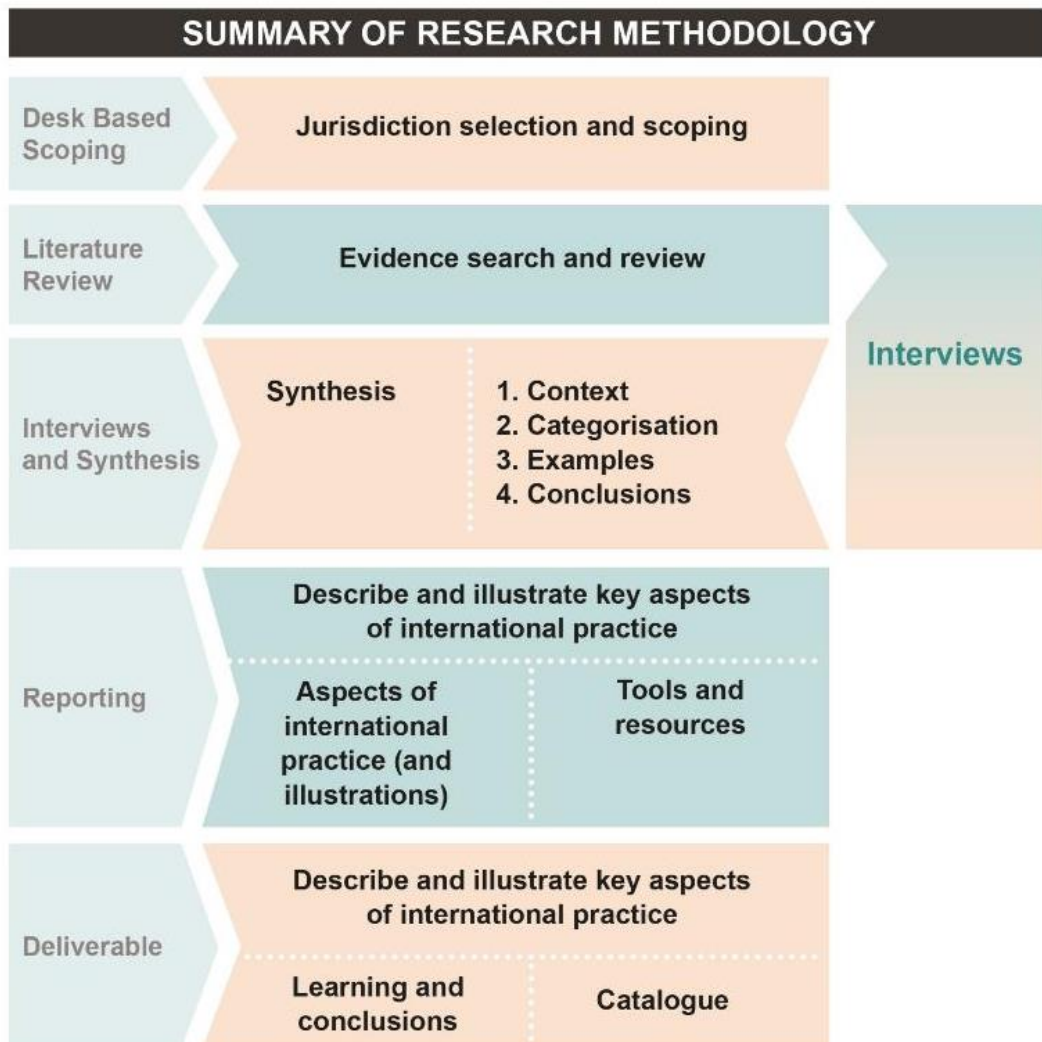 SUMMARY OF RESEARCH METHODOLOGY
Desk Based
Scoping
Jurisdiction selection and scoping
Literature
Review
Evidence search and review
Interviews
Interviews
and Synthesis
Synthesis
1. Context
2. Categorisation
3. Examples
4. Conclusions
Reporting
Describe and illustrate key aspects
of international practice
Aspects of
international
practice (and
illustrations)
Tools and
resources
Deliverable
Describe and illustrate key aspects
of international practice
Learning and
conclusions
Catalogue